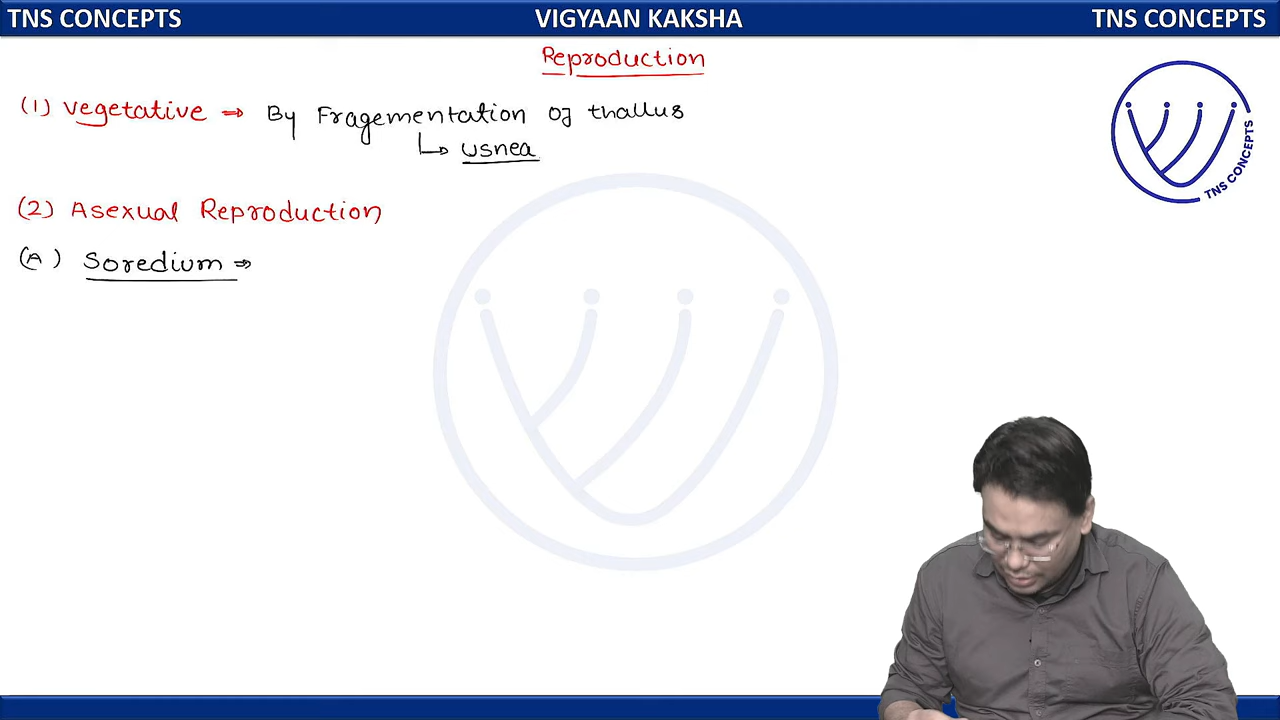 TNS CONCEPTS VIGYAAN KAKSHA TNS CONCEPTS
Reproduction
(1) Vegetative ⇒ By Fragementation of thallus
↳ Usnea
TNS CONCEPTS
(2) Asexual Reproduction
(A) Soredium ⇒